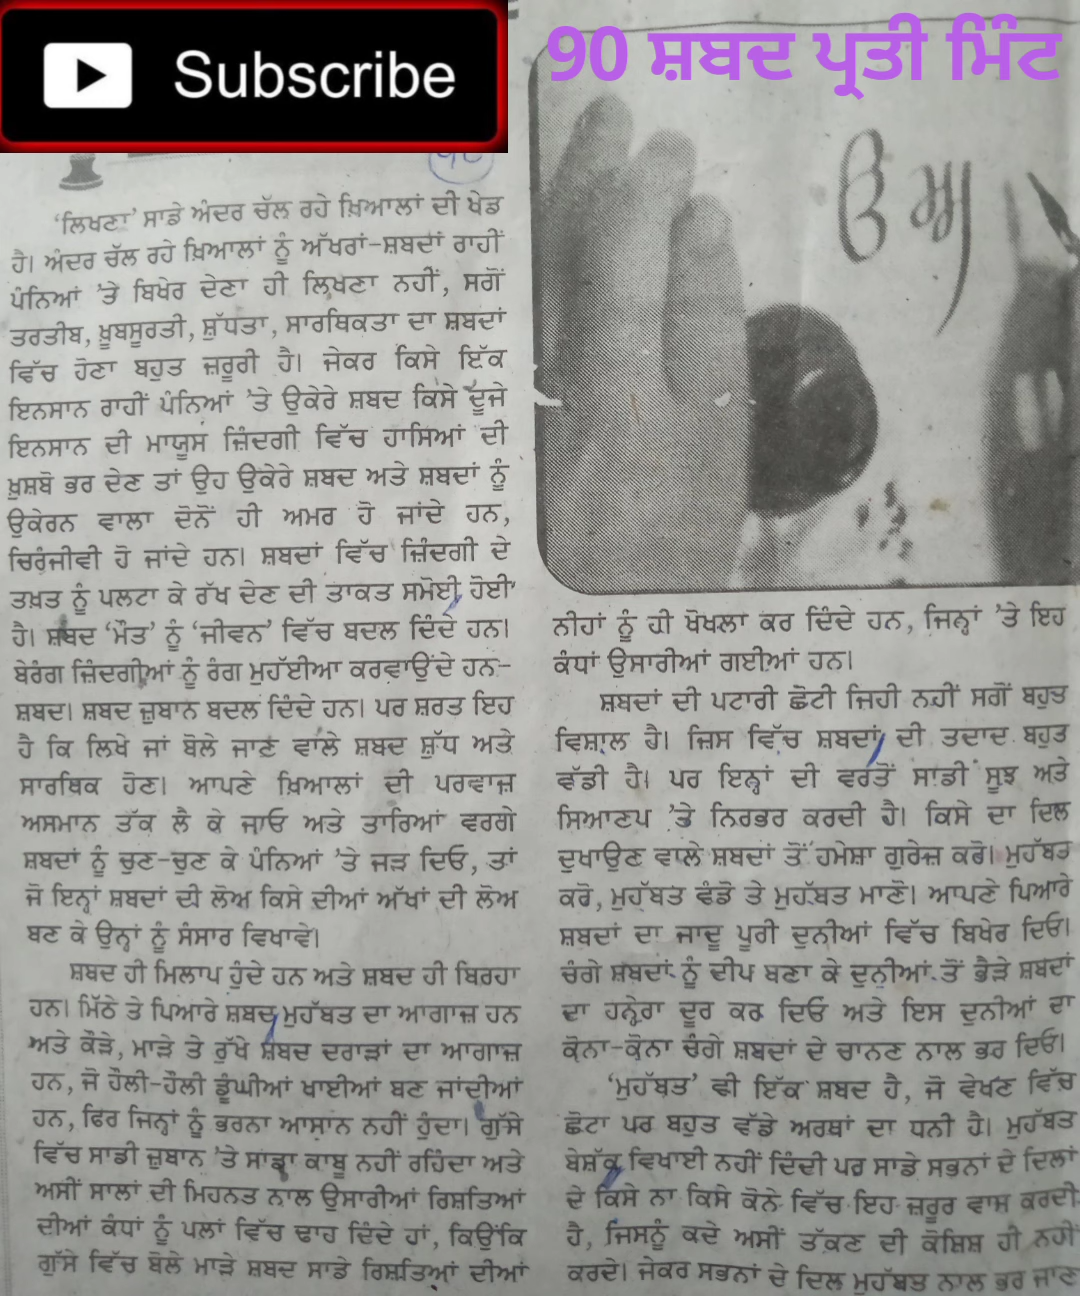 Subscribe
90 ਸ਼ਬਦ ਪ੍ਰਤੀ ਮਿੰਟ
ੳ ਅ
'ਲਿਖਣਾ' ਸਾਡੇ ਅੰਦਰ ਚੱਲ ਰਹੇ ਖ਼ਿਆਲਾਂ ਦੀ ਖੇਡ
ਹੈ। ਅੰਦਰ ਚੱਲ ਰਹੇ ਖ਼ਿਆਲਾਂ ਨੂੰ ਅੱਖਰਾਂ-ਸ਼ਬਦਾਂ ਰਾਹੀਂ
ਪੰਨਿਆਂ 'ਤੇ ਬਿਖੇਰ ਦੇਣਾ ਹੀ ਲਿਖਣਾ ਨਹੀਂ, ਸਗੋਂ
ਤਰਤੀਬ, ਖ਼ੂਬਸੂਰਤੀ, ਸ਼ੁੱਧਤਾ, ਸਾਰਥਿਕਤਾ ਦਾ ਸ਼ਬਦਾਂ
ਵਿੱਚ ਹੋਣਾ ਬਹੁਤ ਜ਼ਰੂਰੀ ਹੈ। ਜੇਕਰ ਕਿਸੇ ਇੱਕ
ਇਨਸਾਨ ਰਾਹੀਂ ਪੰਨਿਆਂ 'ਤੇ ਉਕੇਰੇ ਸ਼ਬਦ ਕਿਸੇ ਦੂਜੇ
ਇਨਸਾਨ ਦੀ ਮਾਯੂਸ ਜ਼ਿੰਦਗੀ ਵਿੱਚ ਹਾਸਿਆਂ ਦੀ
ਖ਼ੁਸ਼ਬੋ ਭਰ ਦੇਣ ਤਾਂ ਉਹ ਉਕੇਰੇ ਸ਼ਬਦ ਅਤੇ ਸ਼ਬਦਾਂ ਨੂੰ
ਉਕੇਰਨ ਵਾਲਾ ਦੋਨੋਂ ਹੀ ਅਮਰ ਹੋ ਜਾਂਦੇ ਹਨ,
ਚਿਰੰਜੀਵੀ ਹੋ ਜਾਂਦੇ ਹਨ। ਸ਼ਬਦਾਂ ਵਿੱਚ ਜ਼ਿੰਦਗੀ ਦੇ
ਤਖ਼ਤ ਨੂੰ ਪਲਟਾ ਕੇ ਰੱਖ ਦੇਣ ਦੀ ਤਾਕਤ ਸਮੋਈ ਹੋਈ
ਹੈ। ਸ਼ਬਦ 'ਮੌਤ' ਨੂੰ 'ਜੀਵਨ' ਵਿੱਚ ਬਦਲ ਦਿੰਦੇ ਹਨ।
ਬੇਰੰਗ ਜ਼ਿੰਦਗੀਆਂ ਨੂੰ ਰੰਗ ਮੁਹੱਈਆ ਕਰਵਾਉਂਦੇ ਹਨ-
ਸ਼ਬਦ। ਸ਼ਬਦ ਜ਼ੁਬਾਨ ਬਦਲ ਦਿੰਦੇ ਹਨ। ਪਰ ਸ਼ਰਤ ਇਹ
ਹੈ ਕਿ ਲਿਖੇ ਜਾਂ ਬੋਲੇ ਜਾਣ ਵਾਲੇ ਸ਼ਬਦ ਸ਼ੁੱਧ ਅਤੇ
ਸਾਰਥਿਕ ਹੋਣ। ਆਪਣੇ ਖ਼ਿਆਲਾਂ ਦੀ ਪਰਵਾਜ਼
ਅਸਮਾਨ ਤੱਕ ਲੈ ਕੇ ਜਾਓ ਅਤੇ ਤਾਰਿਆਂ ਵਰਗੇ
ਸ਼ਬਦਾਂ ਨੂੰ ਚੁਣ-ਚੁਣ ਕੇ ਪੰਨਿਆਂ 'ਤੇ ਜੜ ਦਿਓ, ਤਾਂ
ਜੋ ਇਨ੍ਹਾਂ ਸ਼ਬਦਾਂ ਦੀ ਲੋਅ ਕਿਸੇ ਦੀਆਂ ਅੱਖਾਂ ਦੀ ਲੋਅ
ਬਣ ਕੇ ਉਨ੍ਹਾਂ ਨੂੰ ਸੰਸਾਰ ਵਿਖਾਵੇ।
ਸ਼ਬਦ ਹੀ ਮਿਲਾਪ ਹੁੰਦੇ ਹਨ ਅਤੇ ਸ਼ਬਦ ਹੀ ਬਿਰਹਾ
ਹਨ। ਮਿੱਠੇ ਤੇ ਪਿਆਰੇ ਸ਼ਬਦ ਮੁਹੱਬਤ ਦਾ ਆਗਾਜ਼ ਹਨ
ਅਤੇ ਕੌੜੇ, ਮਾੜੇ ਤੇ ਰੁੱਖੇ ਸ਼ਬਦ ਦਰਾੜਾਂ ਦਾ ਆਗਾਜ਼
ਹਨ, ਜੋ ਹੌਲੀ-ਹੌਲੀ ਡੂੰਘੀਆਂ ਖਾਈਆਂ ਬਣ ਜਾਂਦੀਆਂ
ਹਨ, ਫਿਰ ਜਿਨ੍ਹਾਂ ਨੂੰ ਭਰਨਾ ਆਸਾਨ ਨਹੀਂ ਹੁੰਦਾ। ਗੁੱਸੇ
ਵਿੱਚ ਸਾਡੀ ਜ਼ੁਬਾਨ 'ਤੇ ਸਾਡਾ ਕਾਬੂ ਨਹੀਂ ਰਹਿੰਦਾ ਅਤੇ
ਅਸੀਂ ਸਾਲਾਂ ਦੀ ਮਿਹਨਤ ਨਾਲ ਉਸਾਰੀਆਂ ਰਿਸ਼ਤਿਆਂ
ਦੀਆਂ ਕੰਧਾਂ ਨੂੰ ਪਲਾਂ ਵਿੱਚ ਢਾਹ ਦਿੰਦੇ ਹਾਂ, ਕਿਉਂਕਿ
ਗੁੱਸੇ ਵਿੱਚ ਬੋਲੇ ਮਾੜੇ ਸ਼ਬਦ ਸਾਡੇ ਰਿਸ਼ਤਿਆਂ ਦੀਆਂ
ਨੀਹਾਂ ਨੂੰ ਹੀ ਖੋਖਲਾ ਕਰ ਦਿੰਦੇ ਹਨ, ਜਿਨ੍ਹਾਂ 'ਤੇ ਇਹ
ਕੰਧਾਂ ਉਸਾਰੀਆਂ ਗਈਆਂ ਹਨ।
ਸ਼ਬਦਾਂ ਦੀ ਪਟਾਰੀ ਛੋਟੀ ਜਿਹੀ ਨਹੀਂ ਸਗੋਂ ਬਹੁਤ
ਵਿਸ਼ਾਲ ਹੈ। ਜਿਸ ਵਿੱਚ ਸ਼ਬਦਾਂ ਦੀ ਤਦਾਦ ਬਹੁਤ
ਵੱਡੀ ਹੈ। ਪਰ ਇਨ੍ਹਾਂ ਦੀ ਵਰਤੋਂ ਸਾਡੀ ਸੂਝ ਅਤੇ
ਸਿਆਣਪ 'ਤੇ ਨਿਰਭਰ ਕਰਦੀ ਹੈ। ਕਿਸੇ ਦਾ ਦਿਲ
ਦੁਖਾਉਣ ਵਾਲੇ ਸ਼ਬਦਾਂ ਤੋਂ ਹਮੇਸ਼ਾ ਗੁਰੇਜ਼ ਕਰੋ। ਮੁਹੱਬਤ
ਕਰੋ, ਮੁਹੱਬਤ ਵੰਡੋ ਤੇ ਮੁਹੱਬਤ ਮਾਣੋ। ਆਪਣੇ ਪਿਆਰੇ
ਸ਼ਬਦਾਂ ਦਾ ਜਾਦੂ ਪੂਰੀ ਦੁਨੀਆਂ ਵਿੱਚ ਬਿਖੇਰ ਦਿਓ।
ਚੰਗੇ ਸ਼ਬਦਾਂ ਨੂੰ ਦੀਪ ਬਣਾ ਕੇ ਦੁਨੀਆਂ ਤੋਂ ਭੈੜੇ ਸ਼ਬਦਾਂ
ਦਾ ਹਨ੍ਹੇਰਾ ਦੂਰ ਕਰ ਦਿਓ ਅਤੇ ਇਸ ਦੁਨੀਆਂ ਦਾ
ਕੋਨਾ-ਕੋਨਾ ਚੰਗੇ ਸ਼ਬਦਾਂ ਦੇ ਚਾਨਣ ਨਾਲ ਭਰ ਦਿਓ।
'ਮੁਹੱਬਤ' ਵੀ ਇੱਕ ਸ਼ਬਦ ਹੈ, ਜੋ ਵੇਖਣ ਵਿੱਚ
ਛੋਟਾ ਪਰ ਬਹੁਤ ਵੱਡੇ ਅਰਥਾਂ ਦਾ ਧਨੀ ਹੈ। ਮੁਹੱਬਤ
ਬੇਸ਼ੱਕ ਵਿਖਾਈ ਨਹੀਂ ਦਿੰਦੀ ਪਰ ਸਾਡੇ ਸਭਨਾਂ ਦੇ ਦਿਲਾਂ
ਦੇ ਕਿਸੇ ਨਾ ਕਿਸੇ ਕੋਨੇ ਵਿੱਚ ਇਹ ਜ਼ਰੂਰ ਵਾਸ ਕਰਦੀ
ਹੈ, ਜਿਸਨੂੰ ਕਦੇ ਅਸੀਂ ਤੱਕਣ ਦੀ ਕੋਸ਼ਿਸ਼ ਹੀ ਨਹੀਂ
ਕਰਦੇ। ਜੇਕਰ ਸਭਨਾਂ ਦੇ ਦਿਲ ਮੁਹੱਬਤ ਨਾਲ ਭਰ ਜਾਣ